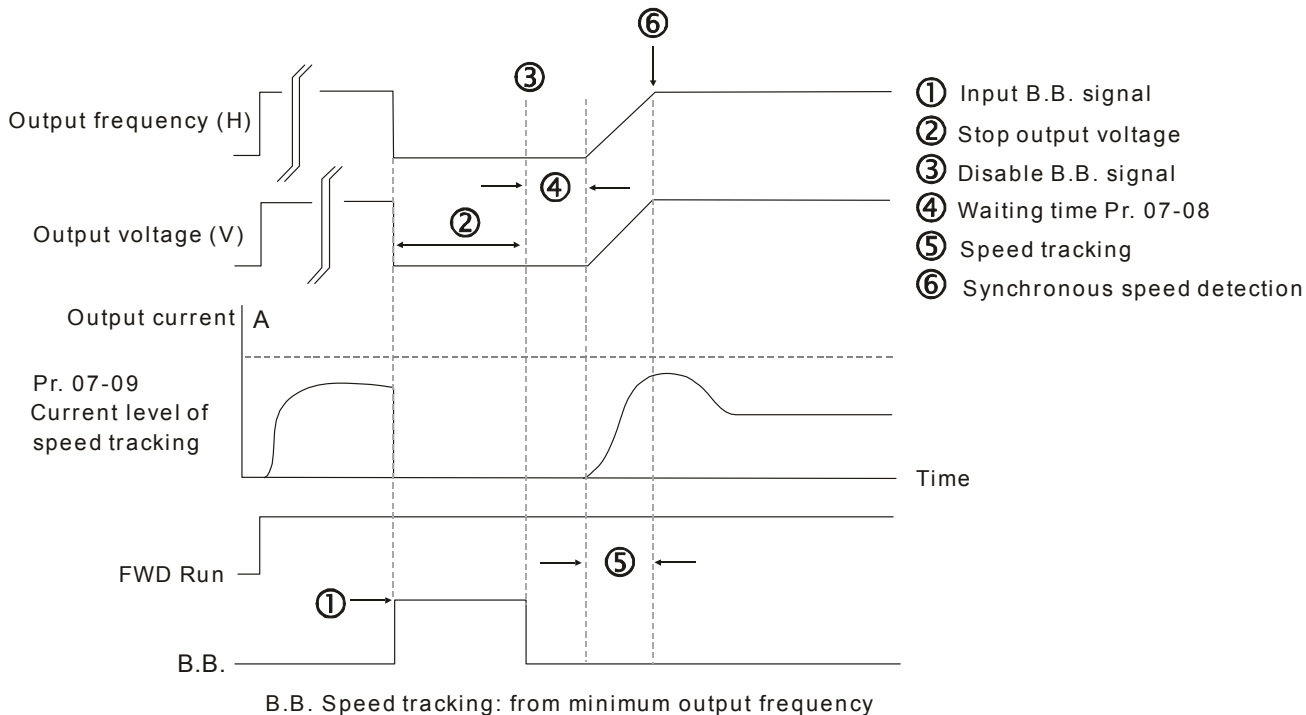 ⑥
③
Output frequency (H)
④
②
Output voltage (V)
① Input B.B. signal
② Stop output voltage
③ Disable B.B. signal
④ Waiting time Pr. 07-08
⑤ Speed tracking
⑥ Synchronous speed detection
Output current A
Pr. 07-09
Current level of
speed tracking
Time
⑤
FWD Run
①
B.B.
B.B. Speed tracking: from minimum output frequency